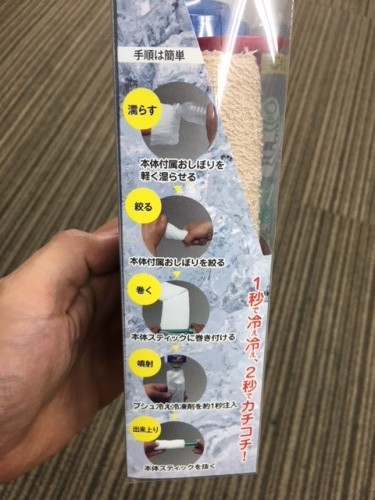 手順は簡単
濡らす
本体付属おしぼりを
軽く湿らせる
絞る
本体付属おしぼりを絞る
巻く
本体スティックに巻き付ける
噴射
プシュ冷え冷凍剤を約1秒注入
出来上り
本体スティックを抜く
1秒で冷え冷え、2秒でカチコチ!